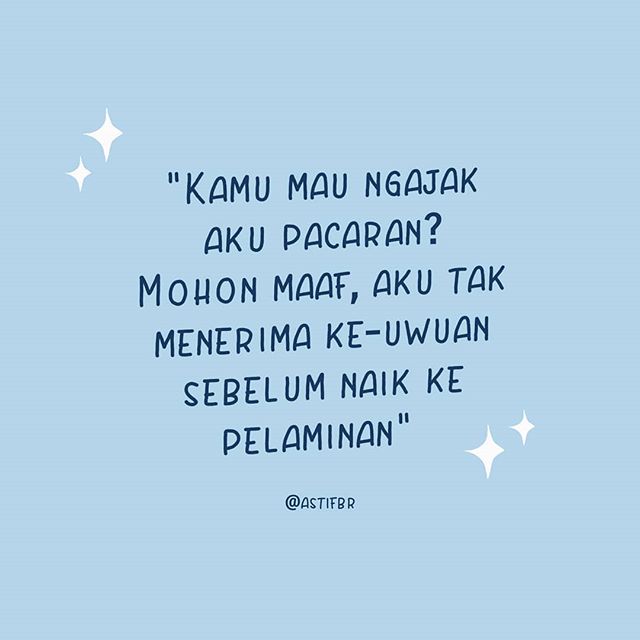 "KAMU MAU NGAJAK
AKU PACARAN?
MOHON MAAF, AKU TAK
MENERIMA KE-UWUAN
SEBELUM NAIK KE
PELAMINAN"
@ASTIFBR